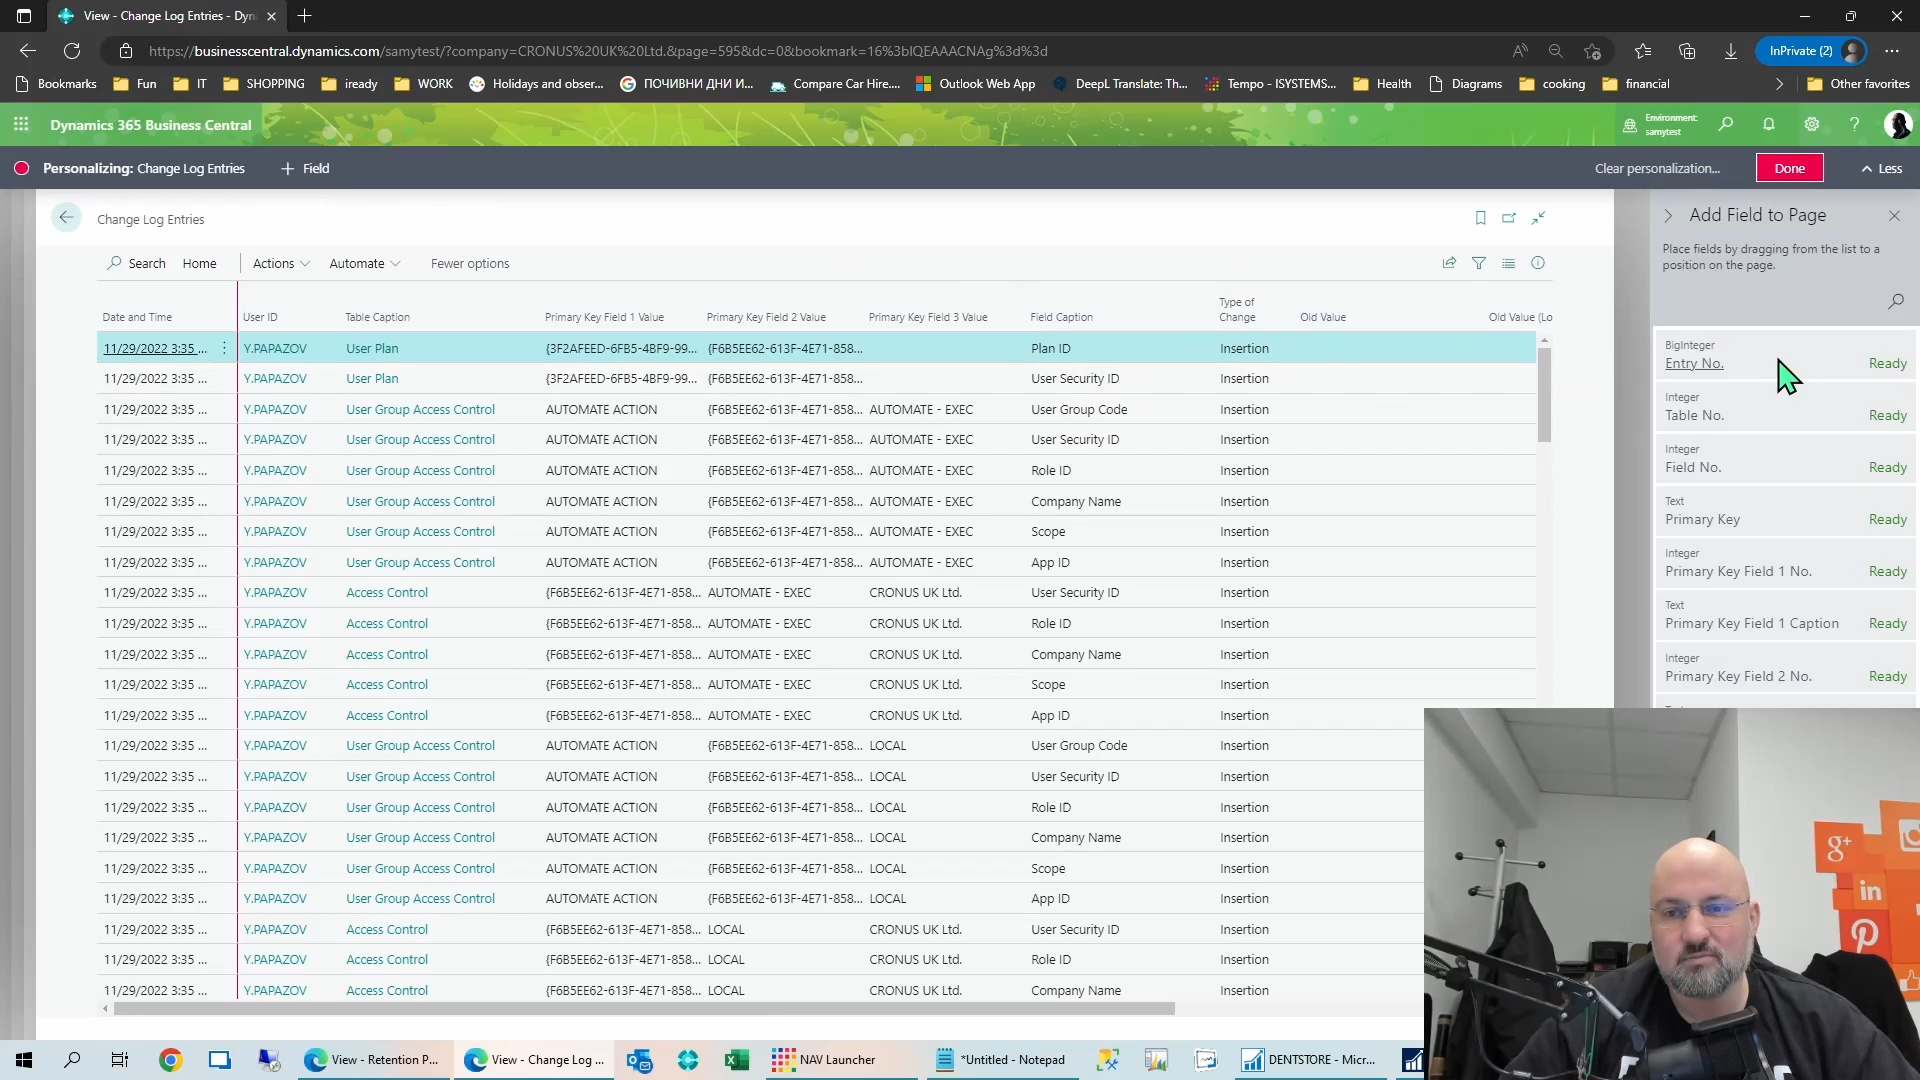 View - Change Log Entries - Dyn
https://businesscentral.dynamics.com/samytest/?company=CRONUS%20UK%20Ltd.&page=595&dc=0&bookmark=16%3bIQEAAACNAg%3d%3d
InPrivate (2)
Bookmarks Fun IT SHOPPING iready WORK Holidays and obser... ПОЧИВНИ ДНИ И... Compare Car Hire.... Outlook Web App DeepL Translate: Th... Tempo - ISYSTEMS... Health Diagrams cooking financial Other favorites
Dynamics 365 Business Central
Environment:
samytest
Personalizing: Change Log Entries + Field Clear personalization... Done Less
Change Log Entries
Search Home Actions Automate Fewer options
Date and Time User ID Table Caption Primary Key Field 1 Value Primary Key Field 2 Value Primary Key Field 3 Value Field Caption Type of Change Old Value Old Value (Lo
11/29/2022 3:35 ... Y.PAPAZOV User Plan {3F2AFEED-6FB5-4BF9-99... {F6B5EE62-613F-4E71-858... Plan ID Insertion
11/29/2022 3:35 ... Y.PAPAZOV User Plan {3F2AFEED-6FB5-4BF9-99... {F6B5EE62-613F-4E71-858... User Security ID Insertion
11/29/2022 3:35 ... Y.PAPAZOV User Group Access Control AUTOMATE ACTION {F6B5EE62-613F-4E71-858... AUTOMATE - EXEC User Group Code Insertion
11/29/2022 3:35 ... Y.PAPAZOV User Group Access Control AUTOMATE ACTION {F6B5EE62-613F-4E71-858... AUTOMATE - EXEC User Security ID Insertion
11/29/2022 3:35 ... Y.PAPAZOV User Group Access Control AUTOMATE ACTION {F6B5EE62-613F-4E71-858... AUTOMATE - EXEC Role ID Insertion
11/29/2022 3:35 ... Y.PAPAZOV User Group Access Control AUTOMATE ACTION {F6B5EE62-613F-4E71-858... AUTOMATE - EXEC Company Name Insertion
11/29/2022 3:35 ... Y.PAPAZOV User Group Access Control AUTOMATE ACTION {F6B5EE62-613F-4E71-858... AUTOMATE - EXEC Scope Insertion
11/29/2022 3:35 ... Y.PAPAZOV User Group Access Control AUTOMATE ACTION {F6B5EE62-613F-4E71-858... AUTOMATE - EXEC App ID Insertion
11/29/2022 3:35 ... Y.PAPAZOV Access Control {F6B5EE62-613F-4E71-858... AUTOMATE - EXEC CRONUS UK Ltd. User Security ID Insertion
11/29/2022 3:35 ... Y.PAPAZOV Access Control {F6B5EE62-613F-4E71-858... AUTOMATE - EXEC CRONUS UK Ltd. Role ID Insertion
11/29/2022 3:35 ... Y.PAPAZOV Access Control {F6B5EE62-613F-4E71-858... AUTOMATE - EXEC CRONUS UK Ltd. Company Name Insertion
11/29/2022 3:35 ... Y.PAPAZOV Access Control {F6B5EE62-613F-4E71-858... AUTOMATE - EXEC CRONUS UK Ltd. Scope Insertion
11/29/2022 3:35 ... Y.PAPAZOV Access Control {F6B5EE62-613F-4E71-858... AUTOMATE - EXEC CRONUS UK Ltd. App ID Insertion
11/29/2022 3:35 ... Y.PAPAZOV User Group Access Control AUTOMATE ACTION {F6B5EE62-613F-4E71-858... LOCAL User Group Code Insertion
11/29/2022 3:35 ... Y.PAPAZOV User Group Access Control AUTOMATE ACTION {F6B5EE62-613F-4E71-858... LOCAL User Security ID Insertion
11/29/2022 3:35 ... Y.PAPAZOV User Group Access Control AUTOMATE ACTION {F6B5EE62-613F-4E71-858... LOCAL Role ID Insertion
11/29/2022 3:35 ... Y.PAPAZOV User Group Access Control AUTOMATE ACTION {F6B5EE62-613F-4E71-858... LOCAL Company Name Insertion
11/29/2022 3:35 ... Y.PAPAZOV User Group Access Control AUTOMATE ACTION {F6B5EE62-613F-4E71-858... LOCAL Scope Insertion
11/29/2022 3:35 ... Y.PAPAZOV User Group Access Control AUTOMATE ACTION {F6B5EE62-613F-4E71-858... LOCAL App ID Insertion
11/29/2022 3:35 ... Y.PAPAZOV Access Control {F6B5EE62-613F-4E71-858... LOCAL CRONUS UK Ltd. User Security ID Insertion
11/29/2022 3:35 ... Y.PAPAZOV Access Control {F6B5EE62-613F-4E71-858... LOCAL CRONUS UK Ltd. Role ID Insertion
11/29/2022 3:35 ... Y.PAPAZOV Access Control {F6B5EE62-613F-4E71-858... LOCAL CRONUS UK Ltd. Company Name Insertion
Add Field to Page
Place fields by dragging from the list to a
position on the page.
BigInteger
Entry No. Ready
Integer
Table No. Ready
Integer
Field No. Ready
Text
Primary Key Ready
Integer
Primary Key Field 1 No. Ready
Text
Primary Key Field 1 Caption Ready
Integer
Primary Key Field 2 No. Ready
g+
in
View - Retention P... View - Change Log ... NAV Launcher *Untitled - Notepad DENTSTORE - Micr...